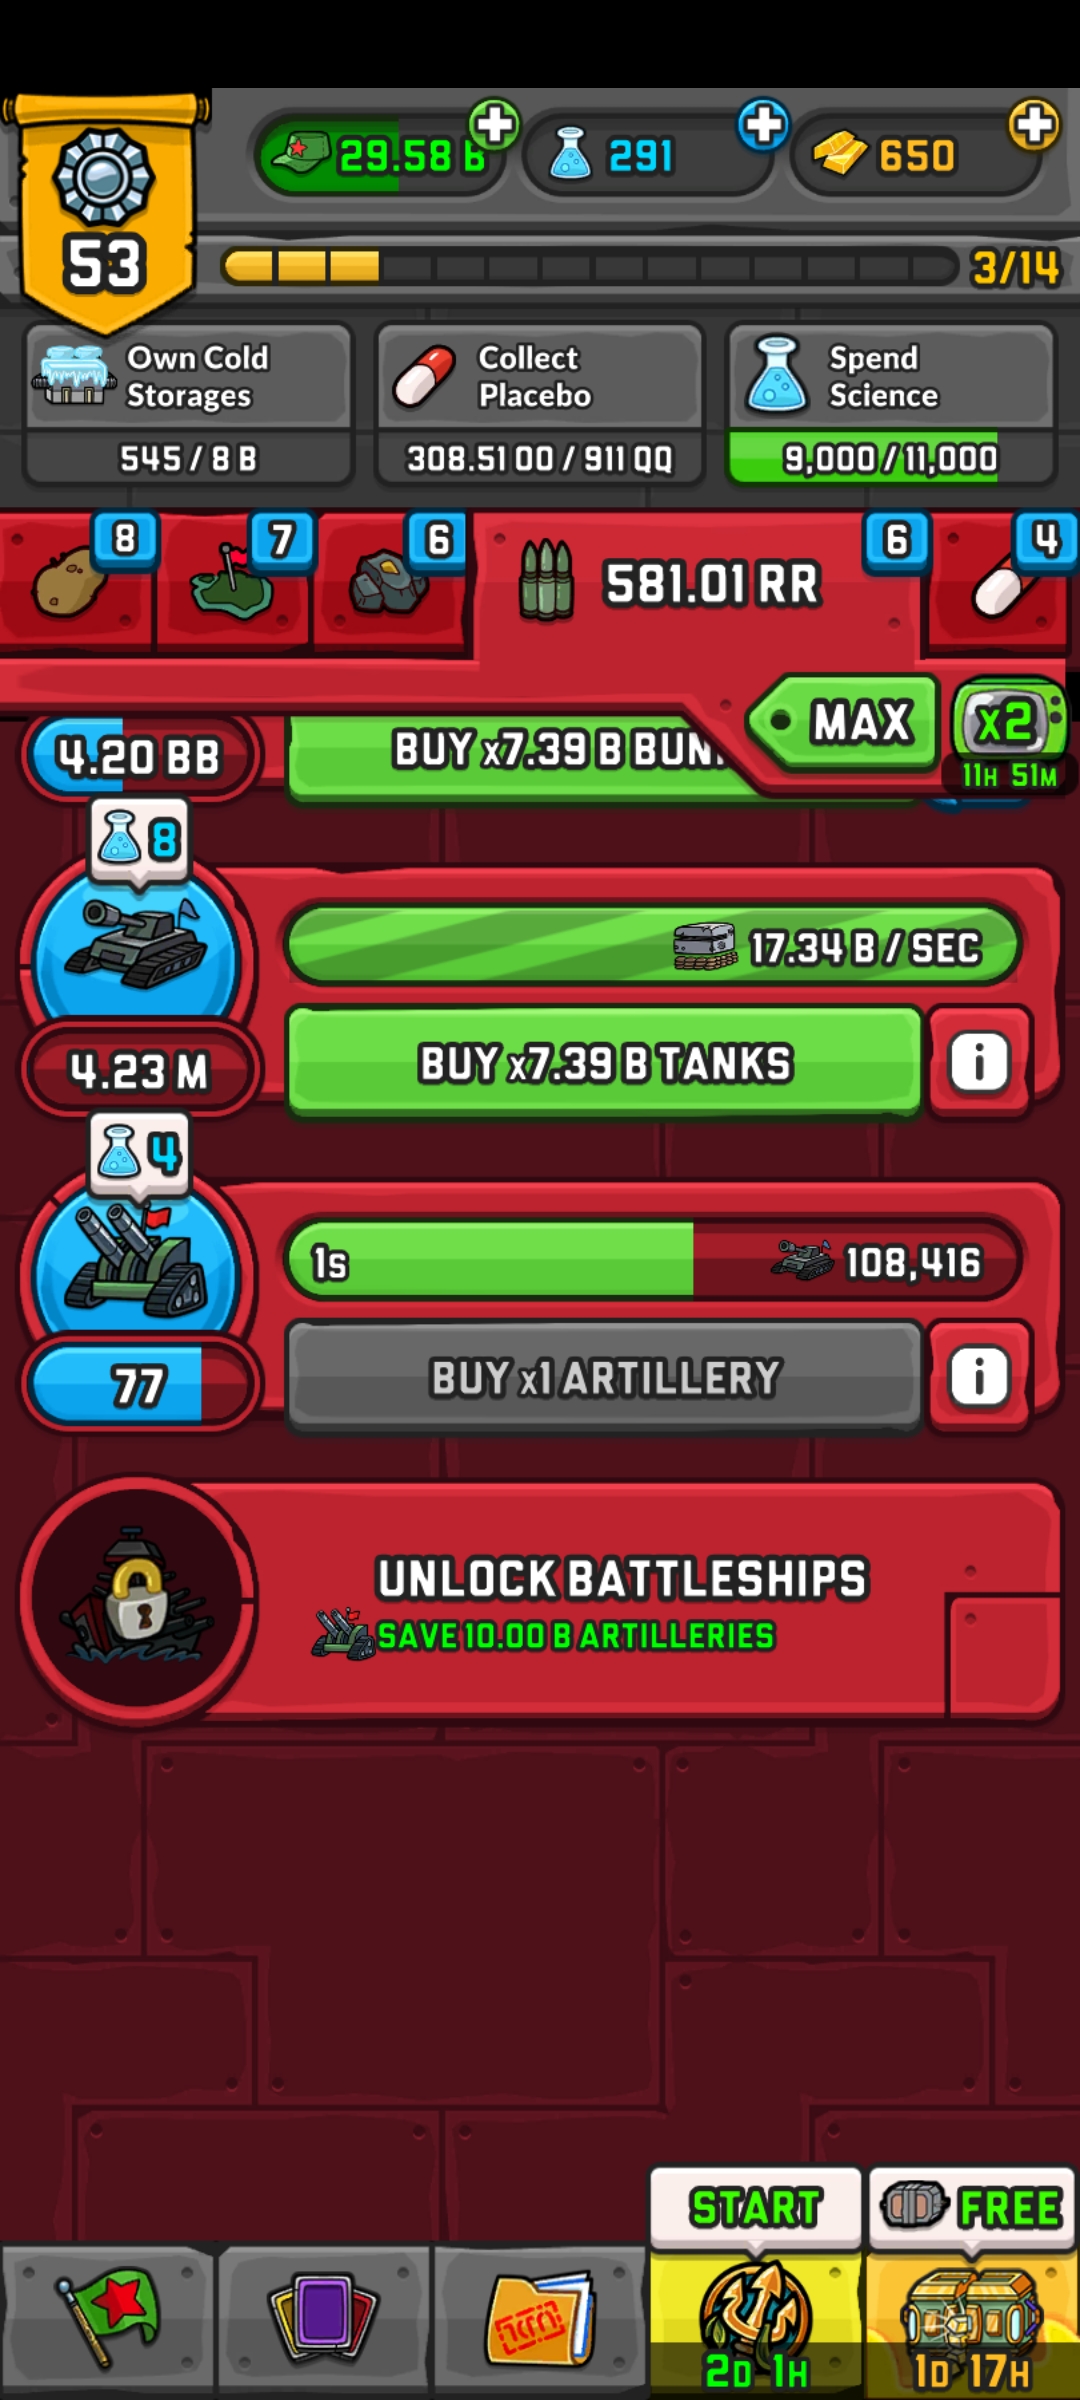 29.58 B
291
650
53
3/14
Own Cold
Storages
Collect
Placebo
Spend
Science
545 / 8 B
308.51 OO / 911 QQ
9,000 / 11,000
8
7
6
581.01 RR
6
4
MAX
x2
11H 51M
4.20 BB
BUY x7.39 B BUN
8
17.34 B / SEC
4.23 M
BUY x7.39 B TANKS
i
4
1s
108,416
77
BUY x1 ARTILLERY
i
UNLOCK BATTLESHIPS
SAVE 10.00 B ARTILLERIES
START
FREE
2D 1H
1D 17H